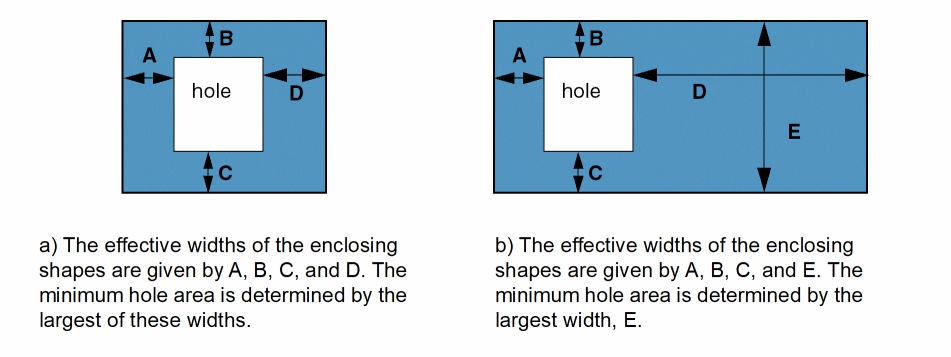 B
A
hole
D
C
B
A
hole
D
E
C
a) The effective widths of the enclosing
shapes are given by A, B, C, and D. The
minimum hole area is determined by the
largest of these widths.
b) The effective widths of the enclosing
shapes are given by A, B, C, and E. The
minimum hole area is determined by the
largest width, E.